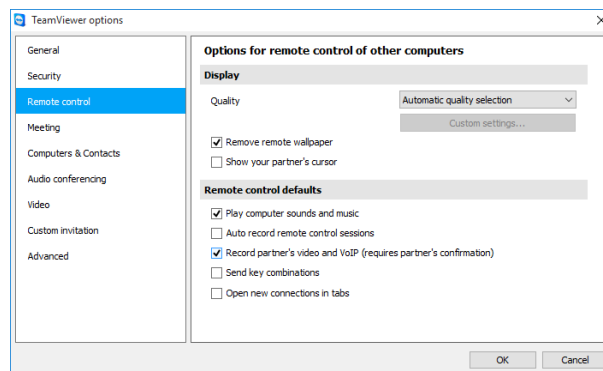 TeamViewer options
General
Security
Remote control
Meeting
Computers & Contacts
Audio conferencing
Video
Custom invitation
Advanced
Options for remote control of other computers
Display
Quality
Automatic quality selection
Custom settings...
Remove remote wallpaper
Show your partner's cursor
Remote control defaults
Play computer sounds and music
Auto record remote control sessions
Record partner's video and VoIP (requires partner's confirmation)
Send key combinations
Open new connections in tabs
OK
Cancel